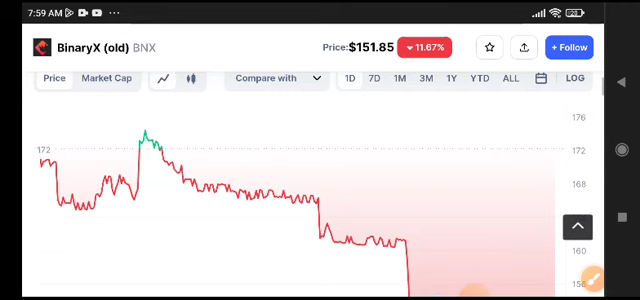 7:59 AM
28
BinaryX (old) BNX
Price: $151.85 ▼ 11.67%
+ Follow
Price Market Cap
Compare with
1D 7D 1M 3M 1Y YTD ALL
LOG
176
172
172
168
164
160